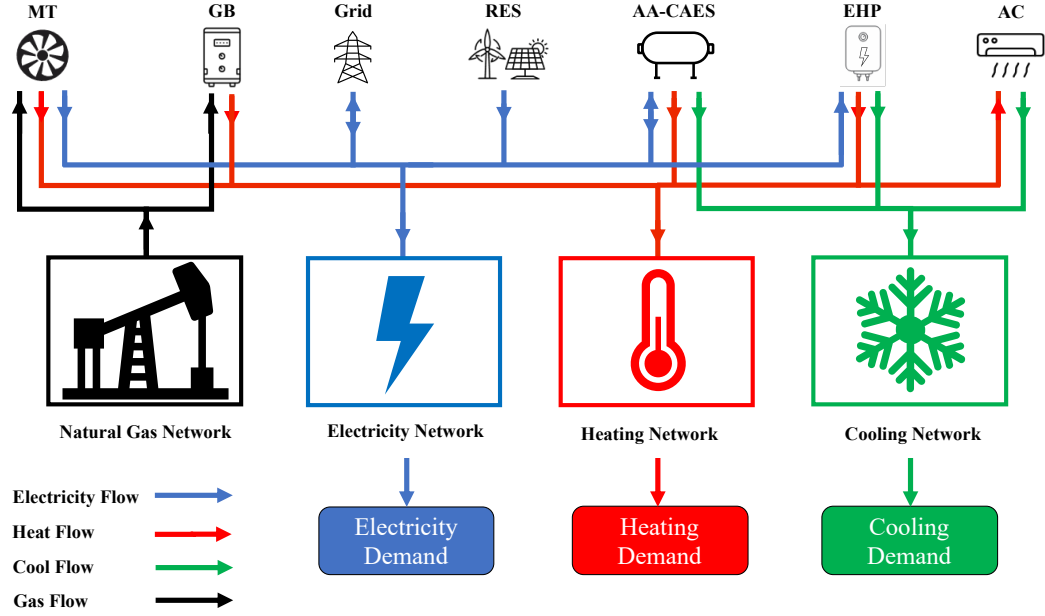 MT
GB
Grid
RES
AA-CAES
EHP
AC
Natural Gas Network
Electricity Network
Heating Network
Cooling Network
Electricity Flow
Heat Flow
Cool Flow
Gas Flow
Electricity
Demand
Heating
Demand
Cooling
Demand